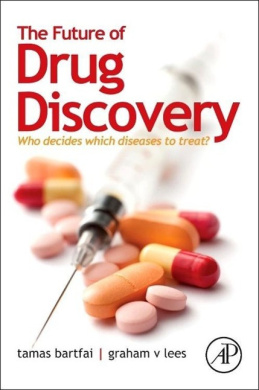 The Future of
Drug
Discovery
Who decides which diseases to treat?
tamas bartfai | graham v lees
AP